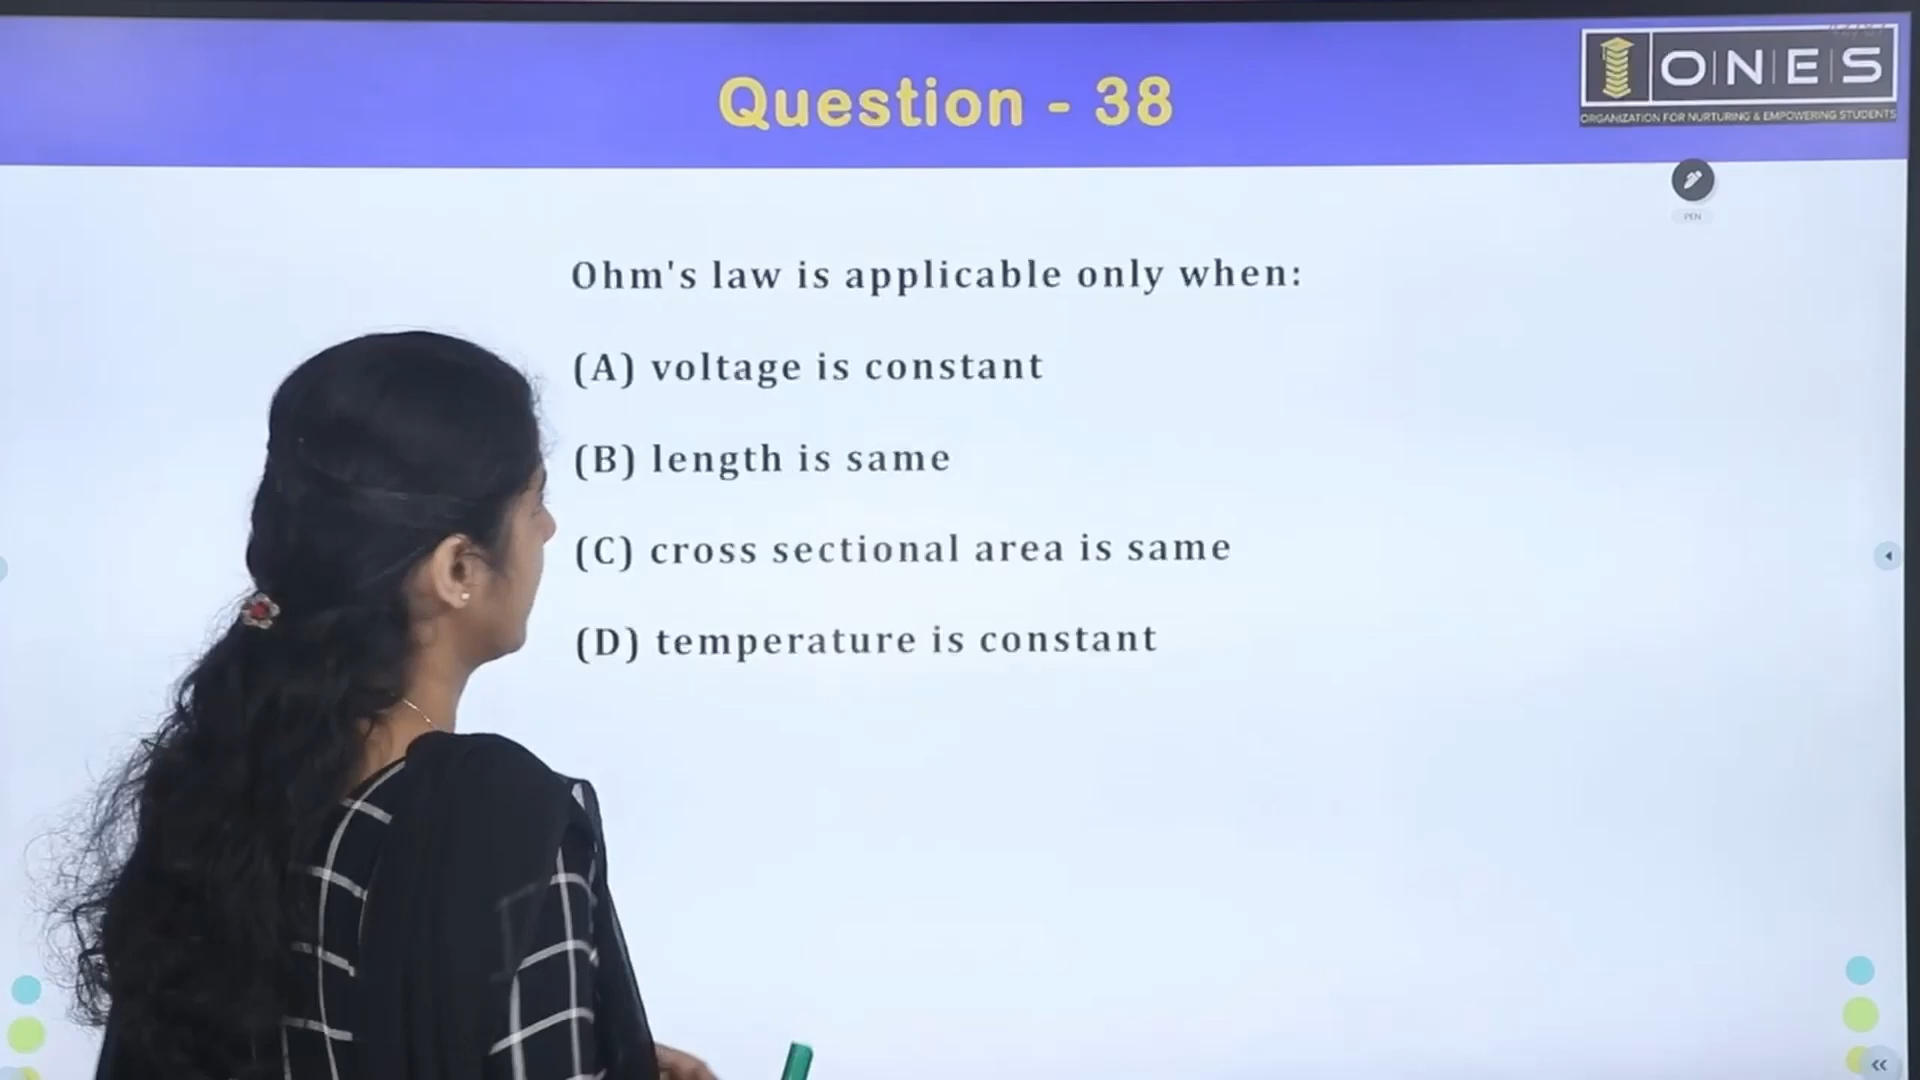 Question - 38
O|N|E|S
ORGANIZATION FOR NURTURING & EMPOWERING STUDENTS
PEN
Ohm's law is applicable only when:
(A) voltage is constant
(B) length is same
(C) cross sectional area is same
(D) temperature is constant